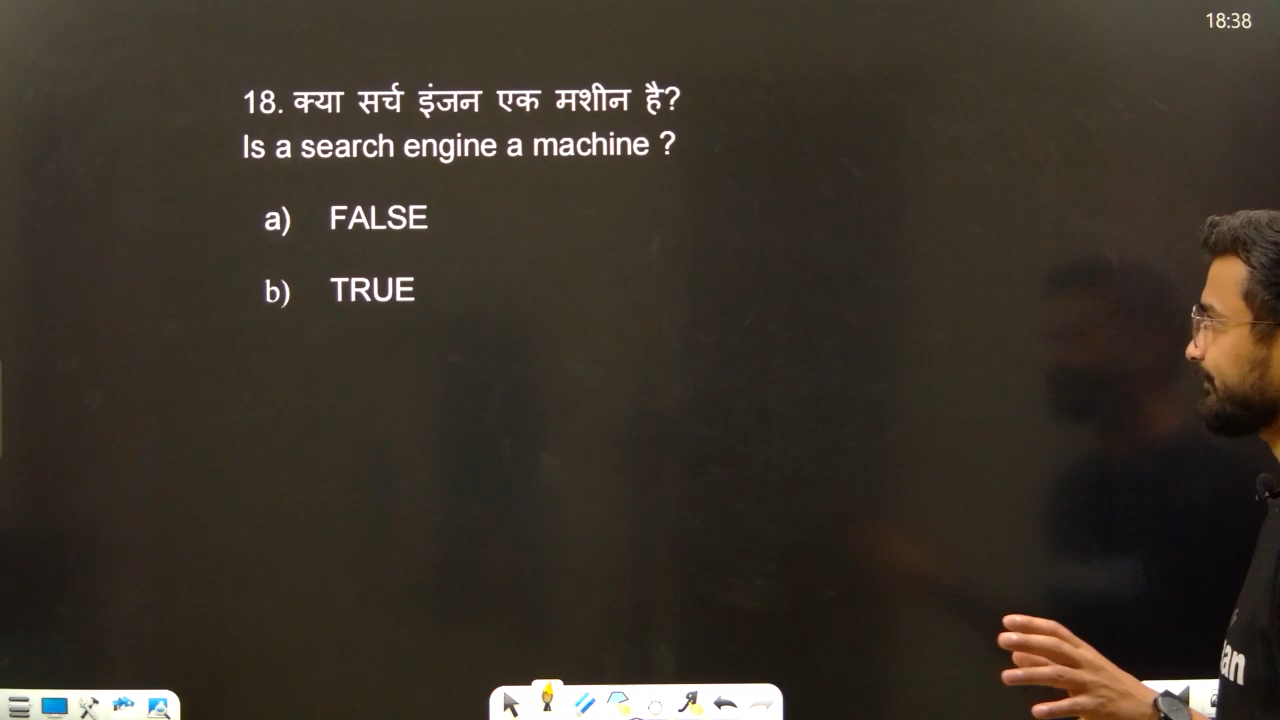 18:38
18. क्या सर्च इंजन एक मशीन है?
Is a search engine a machine ?
a) FALSE
b) TRUE